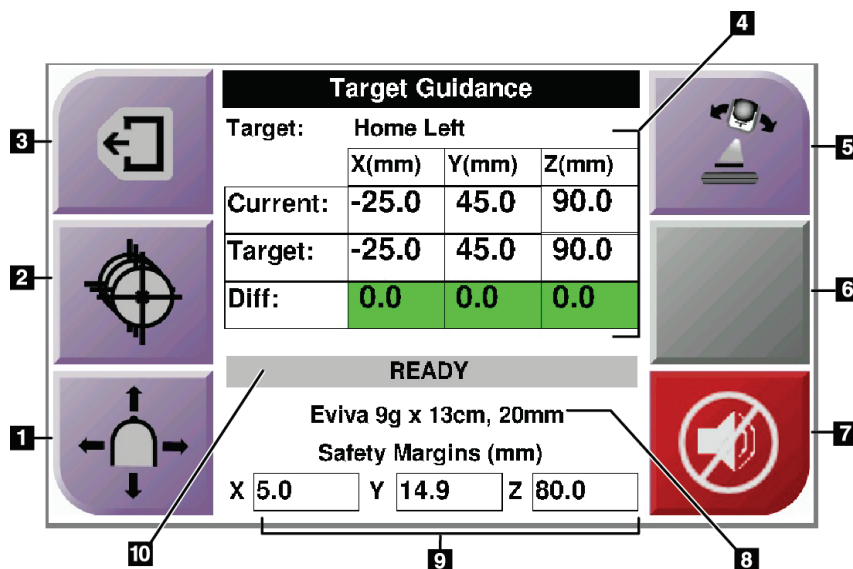 4
Target Guidance
Target: Home Left
X(mm) Y(mm) Z(mm)
Current: -25.0 45.0 90.0
Target: -25.0 45.0 90.0
Diff: 0.0 0.0 0.0
READY
Eviva 9g x 13cm, 20mm
Safety Margins (mm)
X 5.0 Y 14.9 Z 80.0
3
2
1
5
6
7
10
9
8